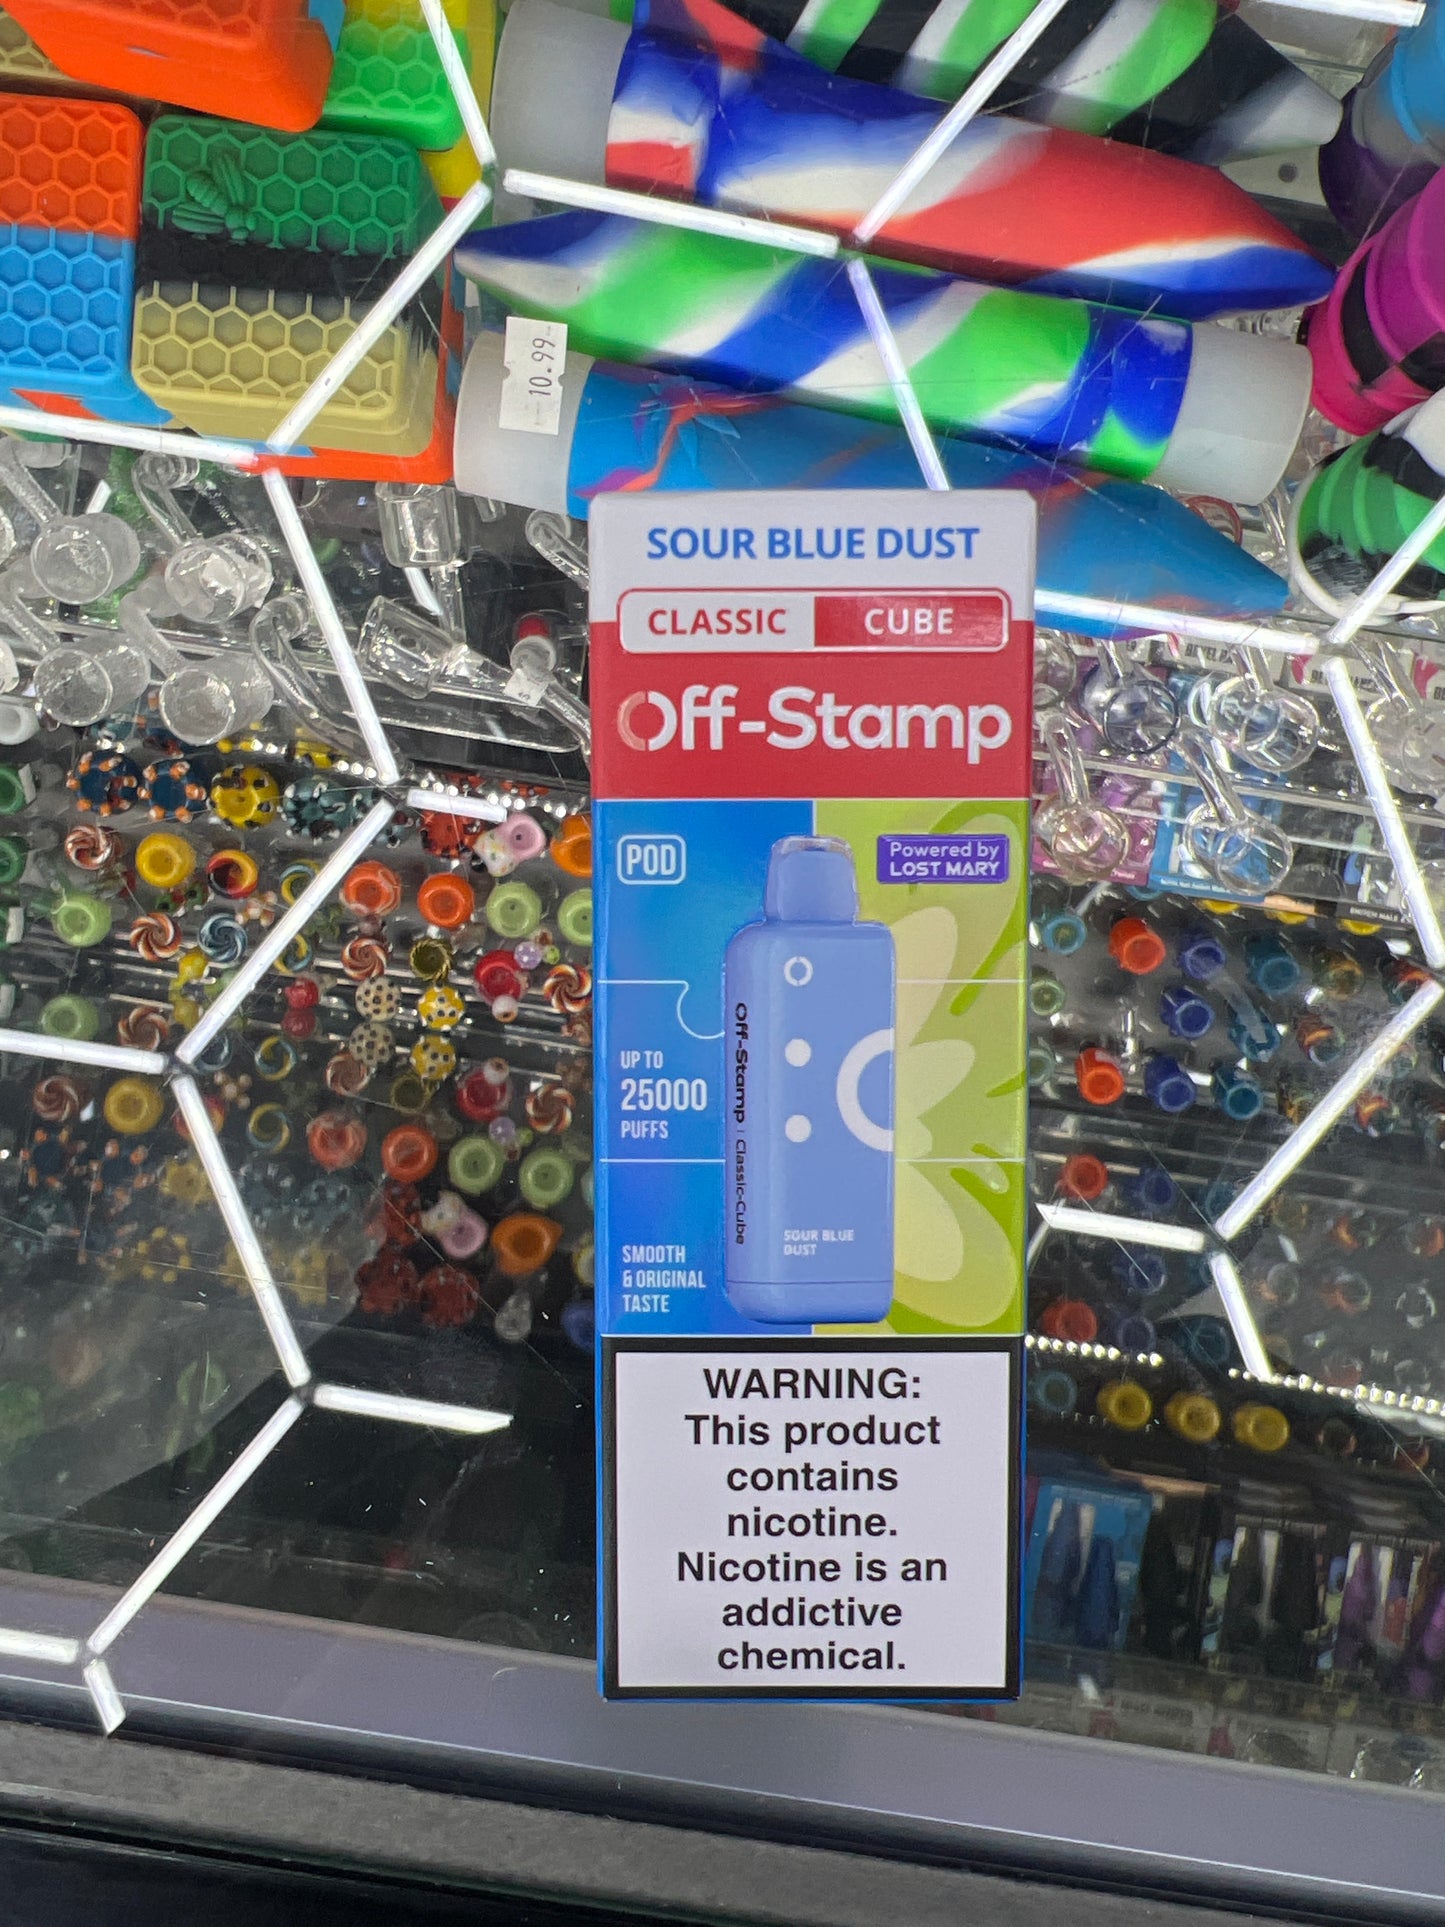 10.99
SOUR BLUE DUST
CLASSIC CUBE
Off-Stamp
POD
Powered by
LOST MARY
UP TO
25000
PUFFS
Off-Stamp | Classic-Cube
SMOOTH
& ORIGINAL
TASTE
SOUR BLUE
DUST
WARNING:
This product
contains
nicotine.
Nicotine is an
addictive
chemical.